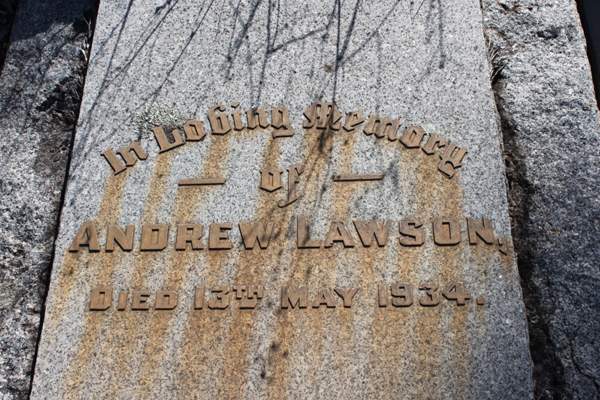 In Loving Memory
of
ANDREW LAWSON,
DIED 13TH MAY 1934.